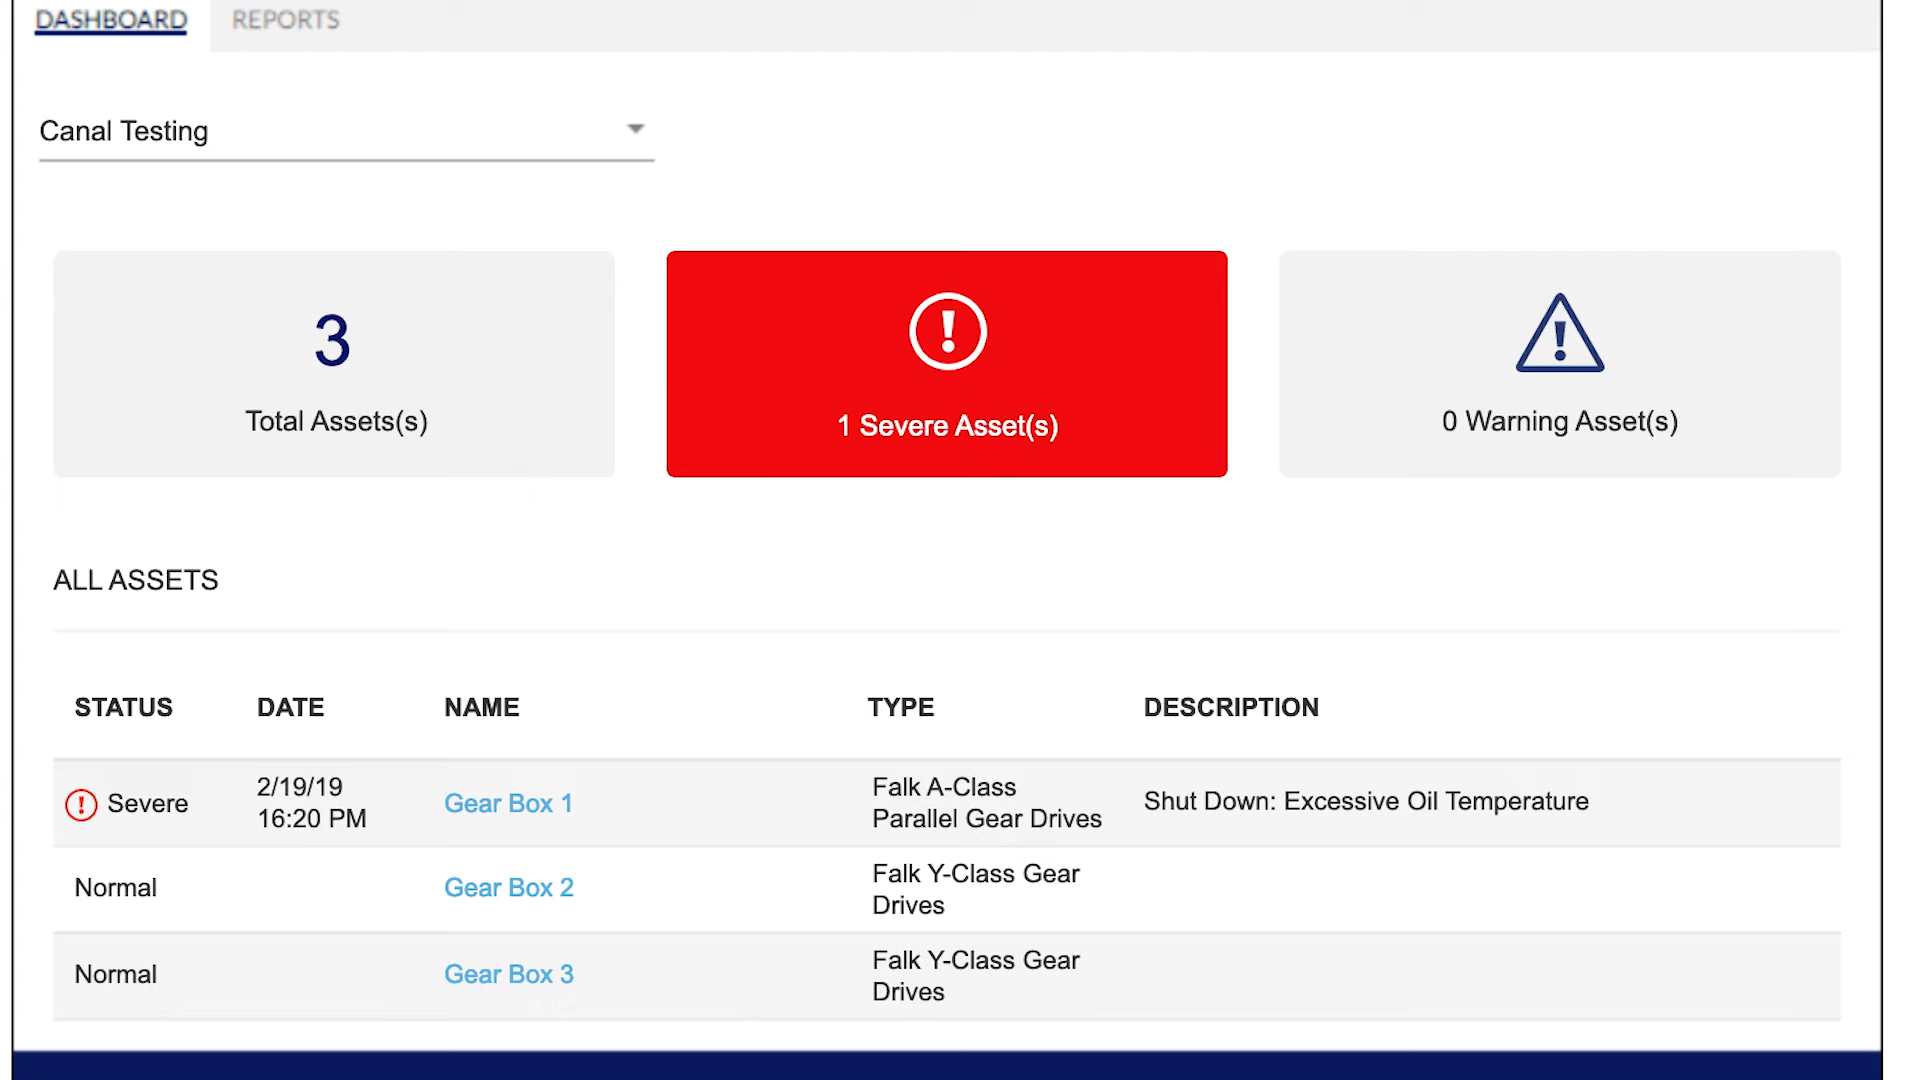 DASHBOARD REPORTS
Canal Testing
3
Total Assets(s)
1 Severe Asset(s)
0 Warning Asset(s)
ALL ASSETS
STATUS DATE NAME TYPE DESCRIPTION
Severe 2/19/19 16:20 PM Gear Box 1 Falk A-Class Parallel Gear Drives Shut Down: Excessive Oil Temperature
Normal Gear Box 2 Falk Y-Class Gear Drives
Normal Gear Box 3 Falk Y-Class Gear Drives